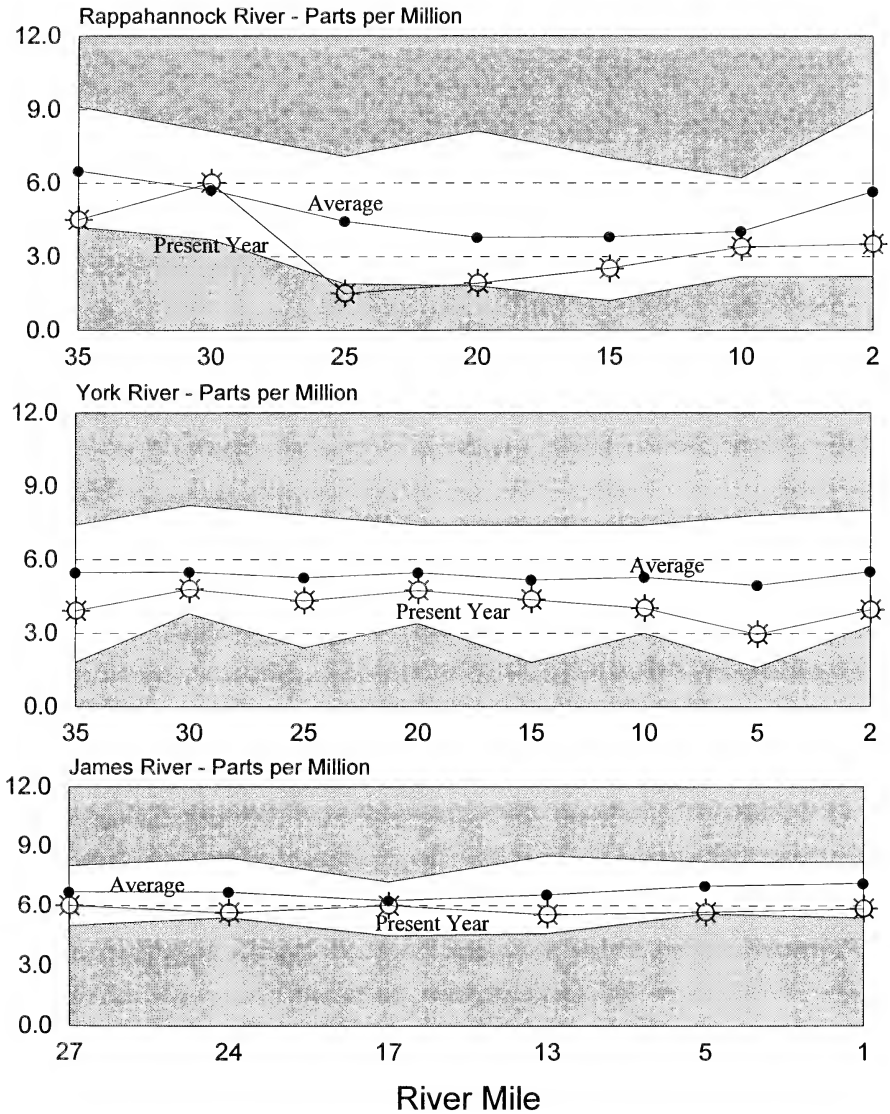 Rappahannock River - Parts per Million
12.0
9.0
Average
6.0
Present Year
3.0
0.0
35 30 25 20 15 10 2
York River - Parts per Million
12.0
9.0
6.0
Average
Present Year
3.0
0.0
35 30 25 20 15 10 5 2
James River - Parts per Million
12.0
9.0
Average
6.0
Present Year
3.0
0.0
27 24 17 13 5 1
River Mile